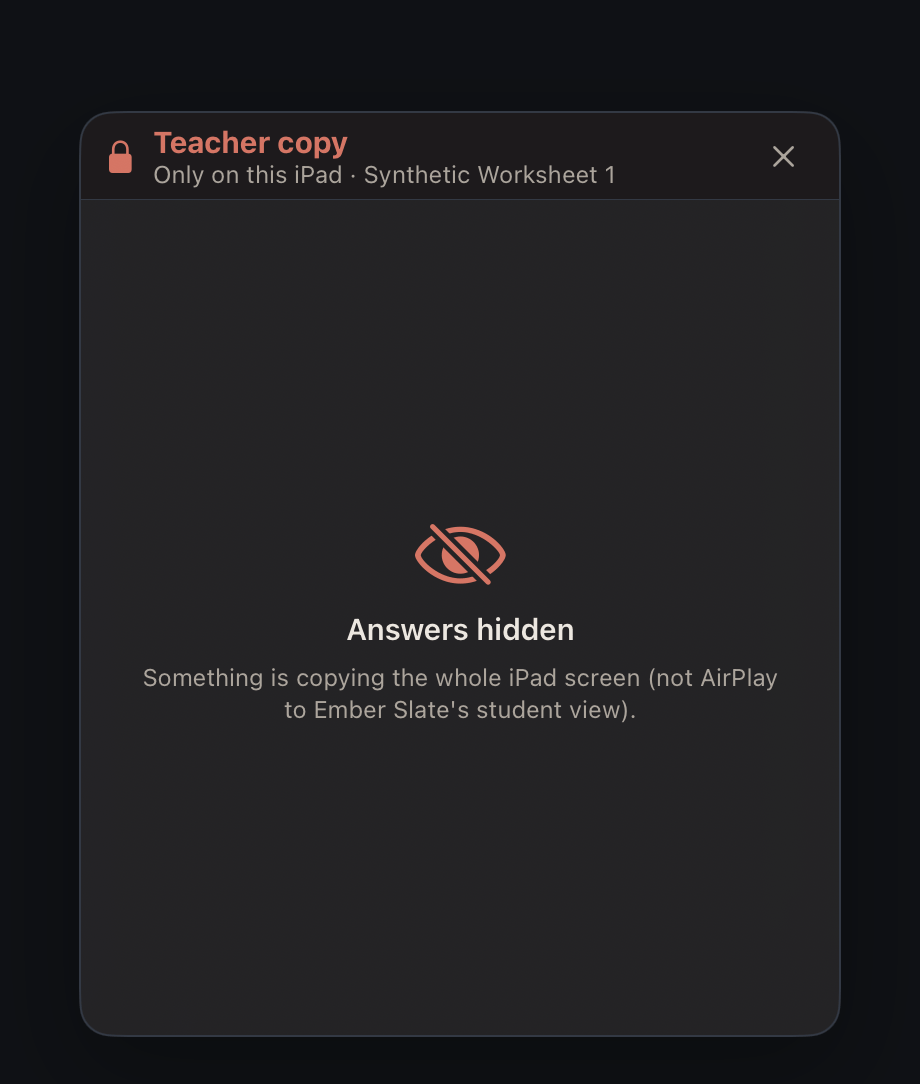 Teacher copy
Only on this iPad · Synthetic Worksheet 1
Answers hidden
Something is copying the whole iPad screen (not AirPlay
to Ember Slate's student view).